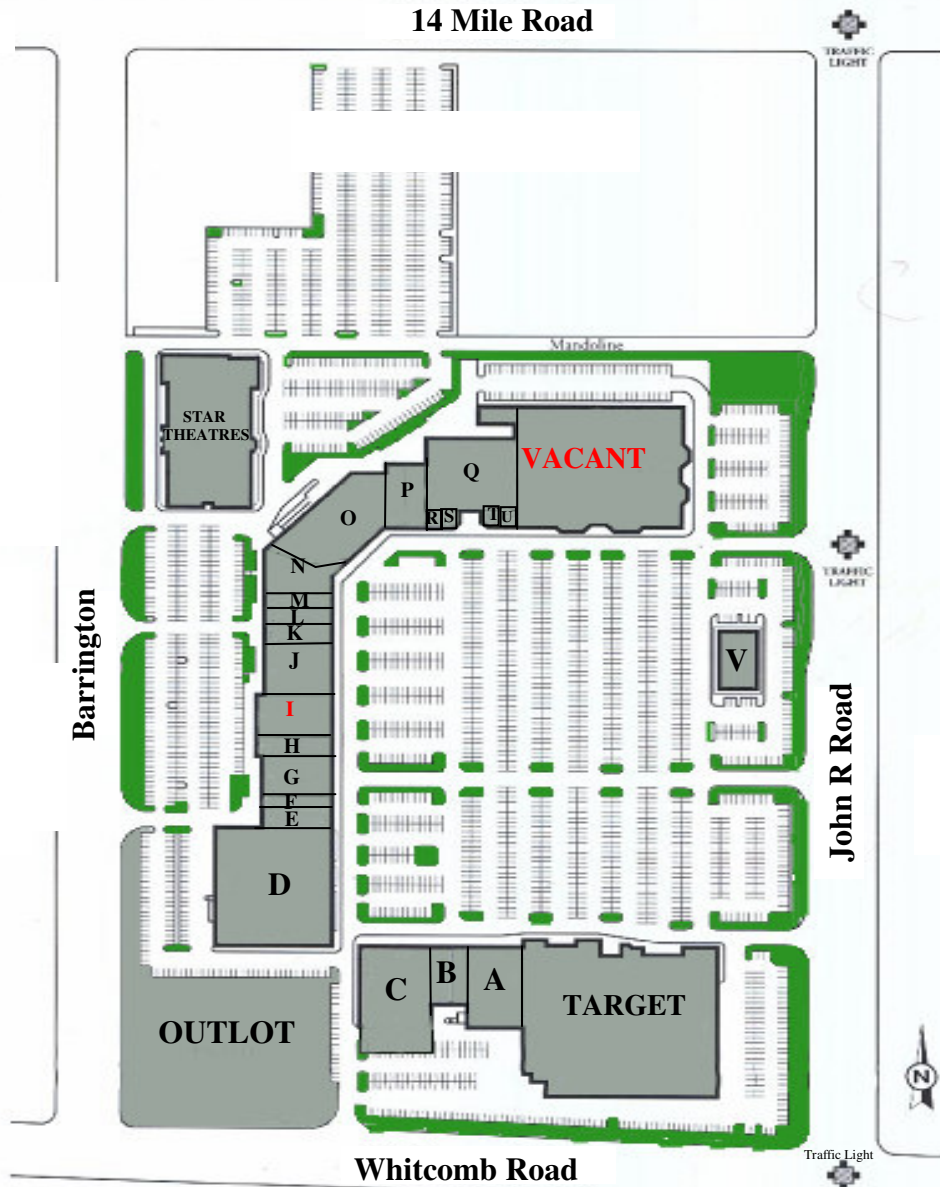 14 Mile Road
TRAFFIC
LIGHT
Mandoline
STAR
THEATRES
VACANT
Q
P
O
R
S
T
U
N
TRAFFIC
LIGHT
M
L
K
J
V
Barrington
I
H
John R Road
G
F
E
D
B
A
C
TARGET
OUTLOT
N
Traffic Light
Whitcomb Road